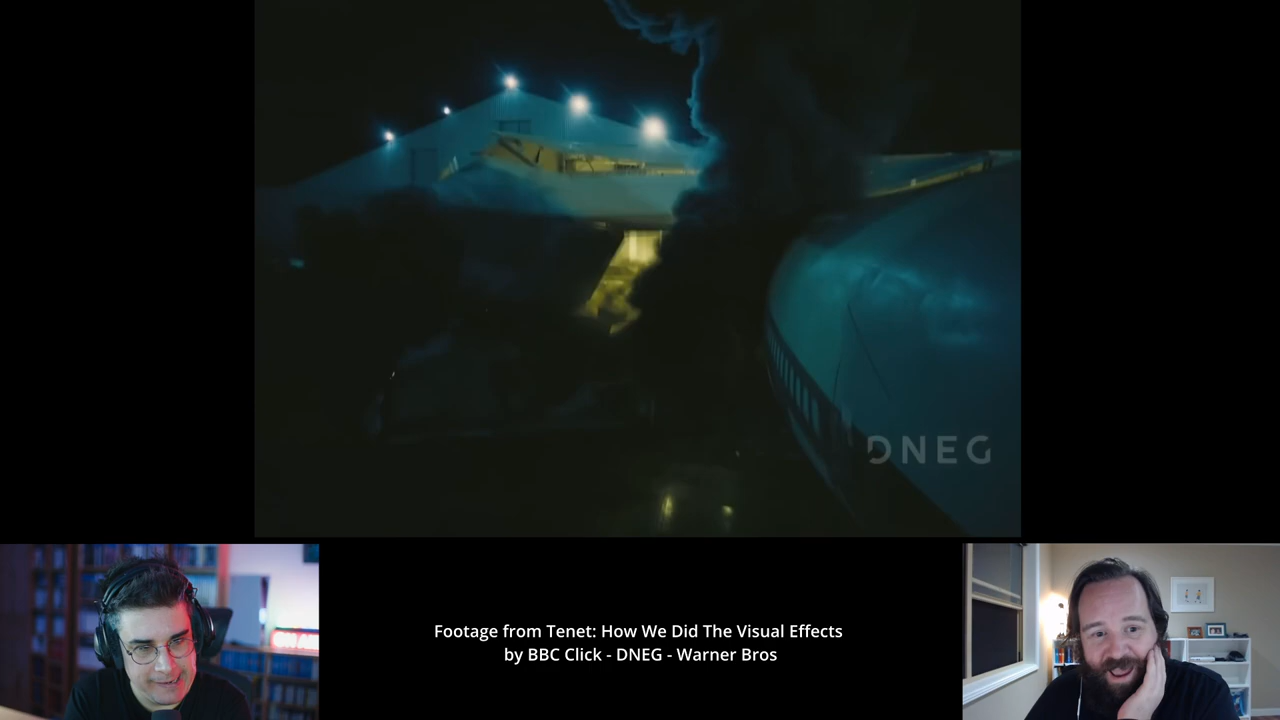 DNEG
Footage from Tenet: How We Did The Visual Effects
by BBC Click - DNEG - Warner Bros